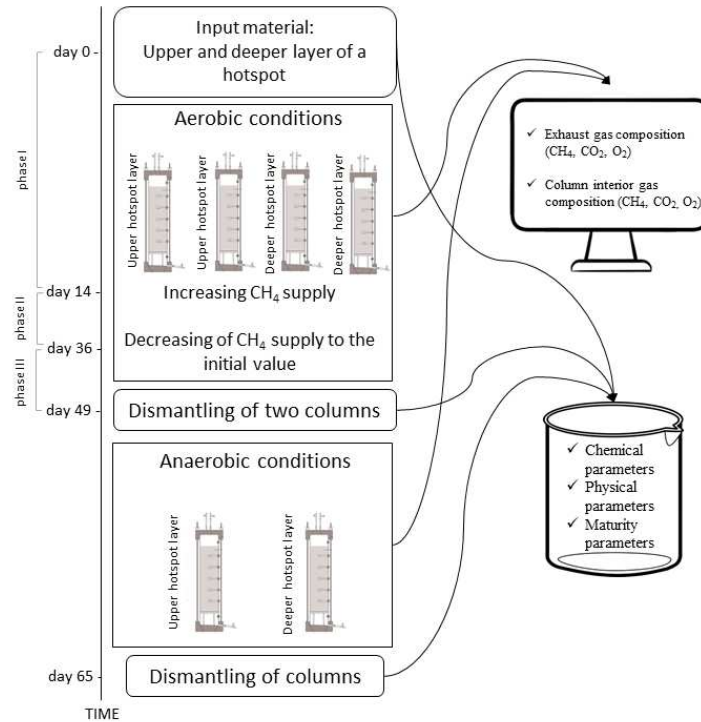 Input material:
Upper and deeper layer of a
hotspot
day 0
phase I
Aerobic conditions
Upper hotspot layer
Upper hotspot layer
Deeper hotspot layer
Deeper hotspot layer
day 14
Increasing CH₄ supply
phase II
Decreasing of CH₄ supply to the
initial value
day 36
phase III
day 49
Dismantling of two columns
Anaerobic conditions
Upper hotspot layer
Deeper hotspot layer
day 65
Dismantling of columns
TIME
✓ Exhaust gas composition
(CH₄, CO₂, O₂)
✓ Column interior gas
composition (CH₄, CO₂, O₂)
✓ Chemical
parameters
✓ Physical
parameters
✓ Maturity
parameters